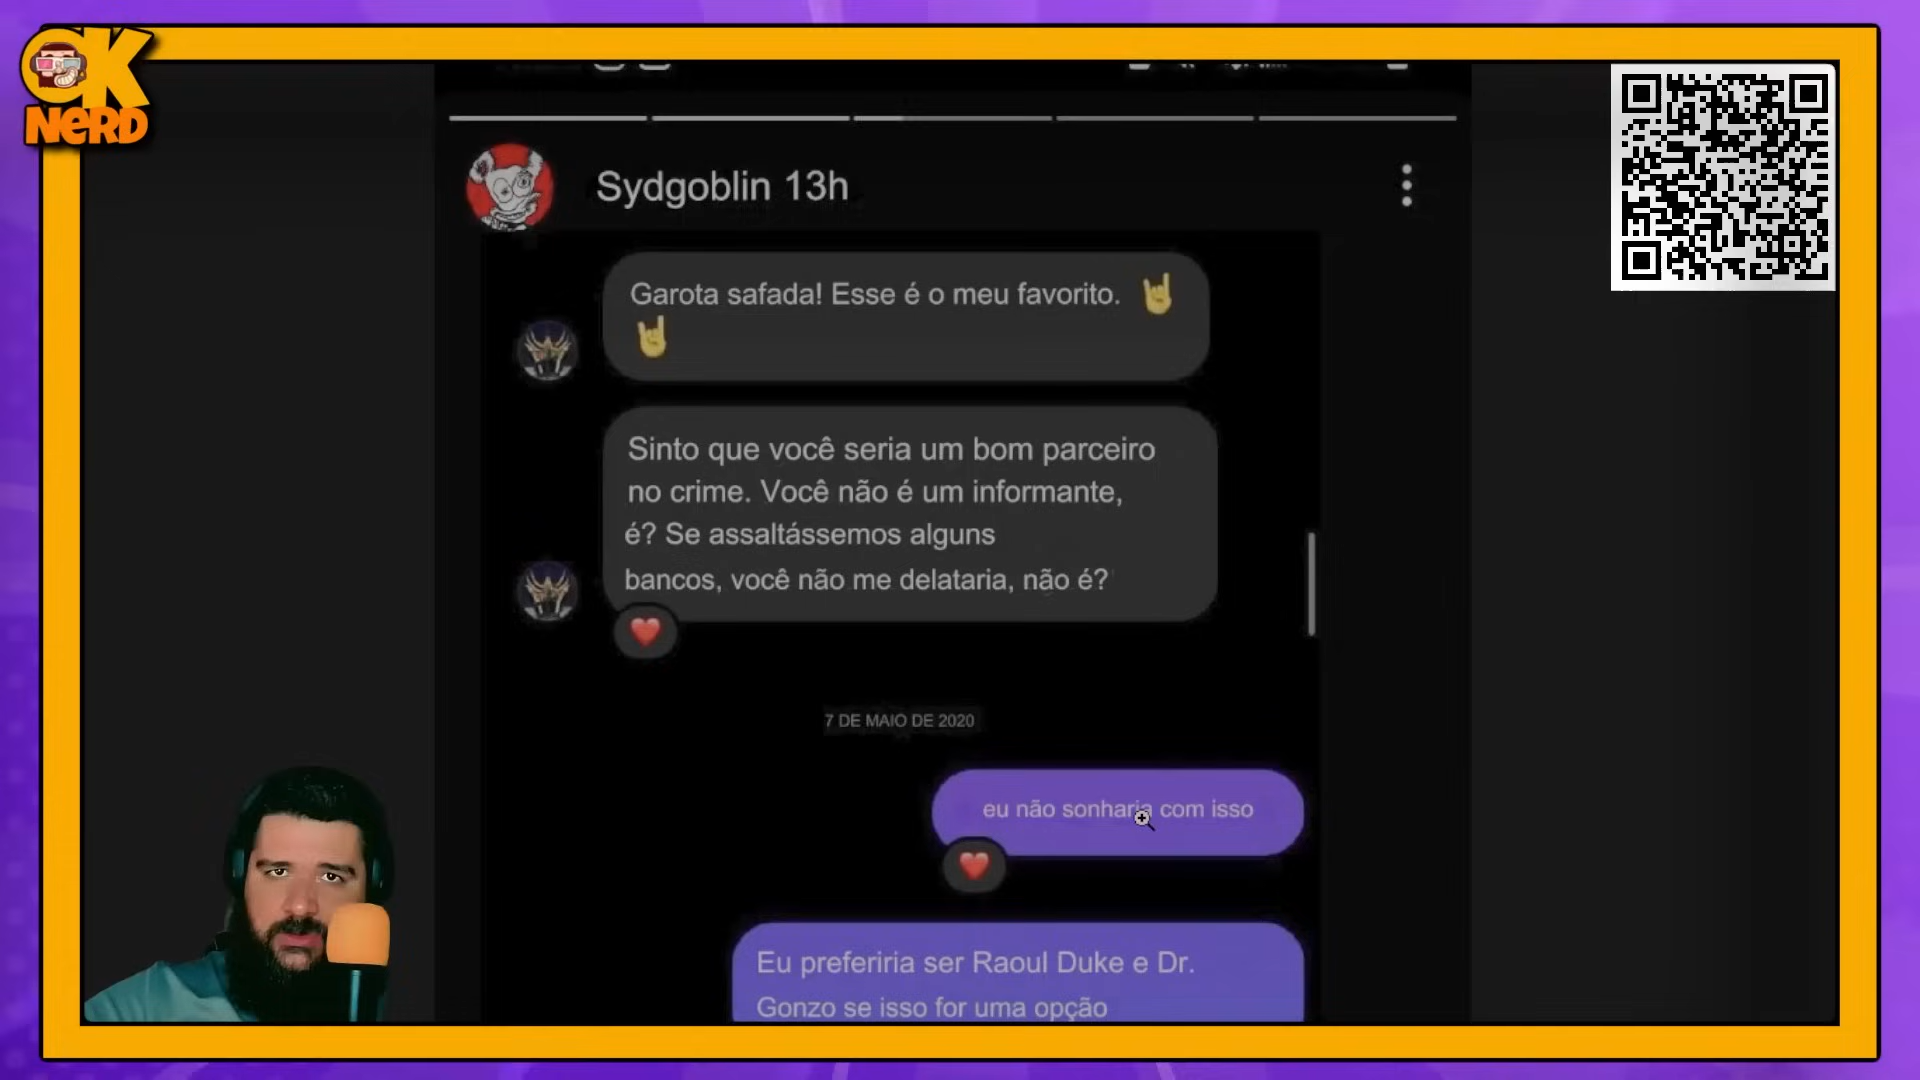 OK
NERD
Sydgoblin 13h
Garota safada! Esse é o meu favorito. 🤘
🤘
Sinto que você seria um bom parceiro
no crime. Você não é um informante,
é? Se assaltássemos alguns
bancos, você não me delataria, não é?
7 DE MAIO DE 2020
eu não sonharia com isso
Eu preferiria ser Raoul Duke e Dr.
Gonzo se isso for uma opção